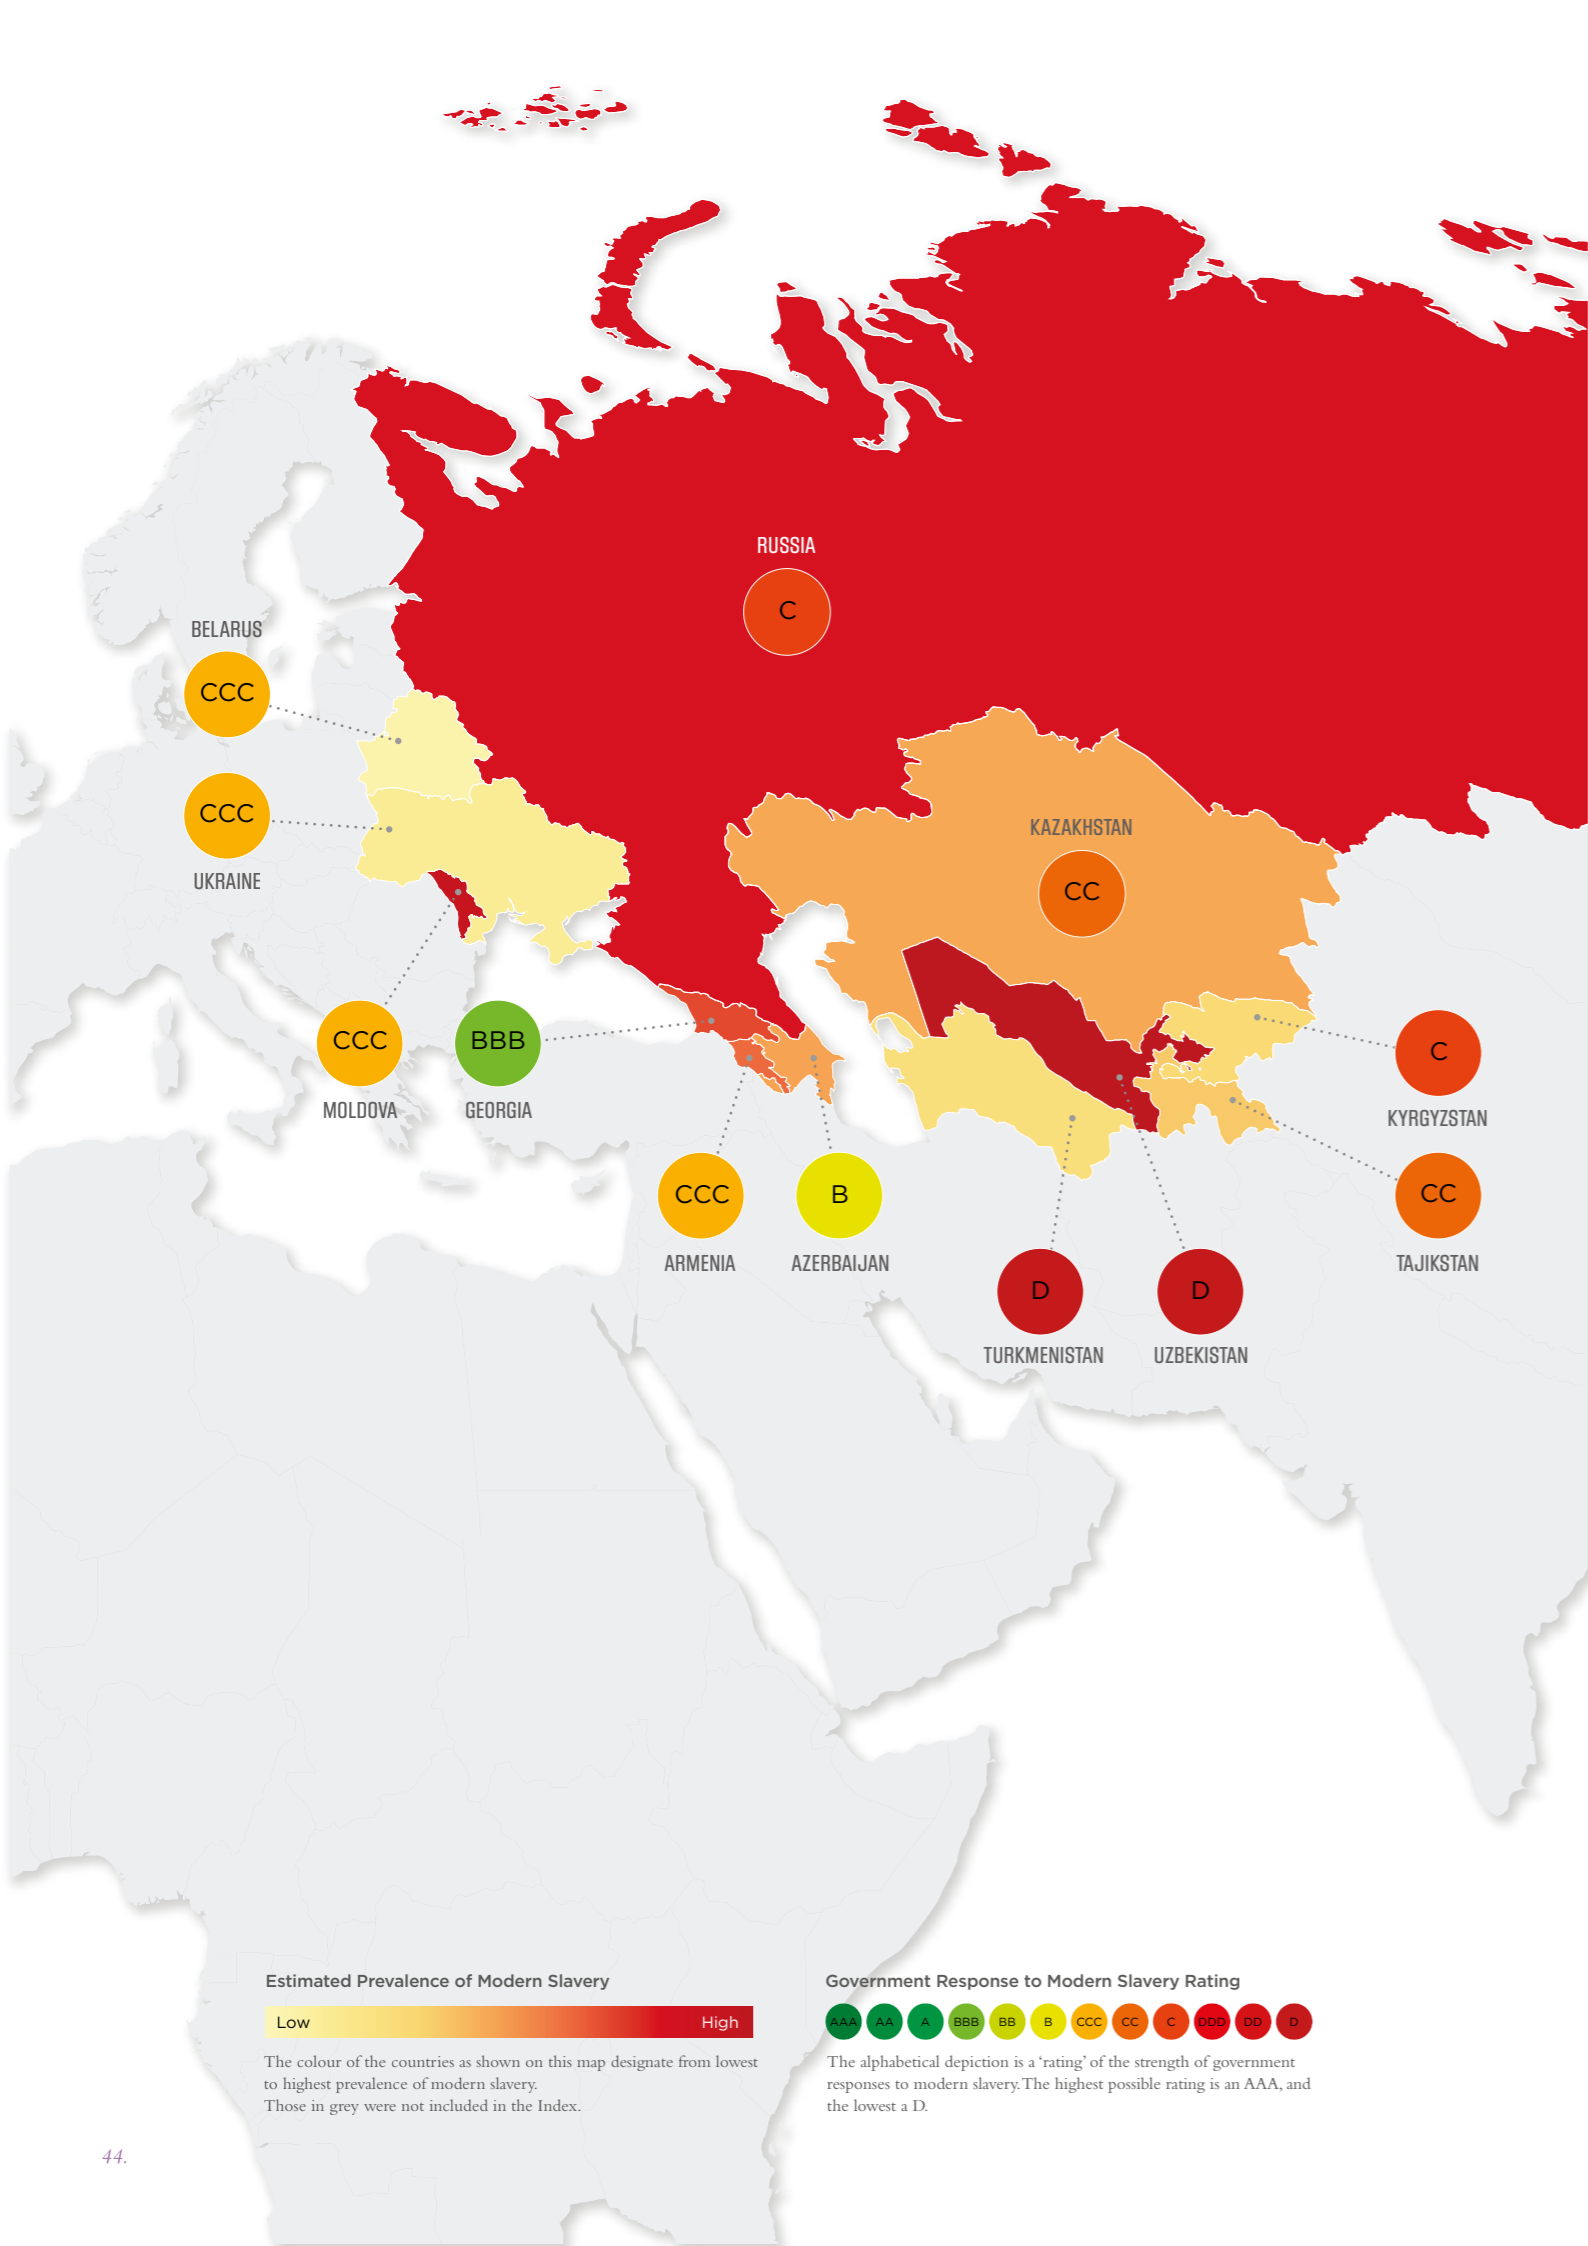 RUSSIA
C
BELARUS
CCC
CCC
UKRAINE
KAZAKHSTAN
CC
CCC
MOLDOVA
BBB
GEORGIA
C
KYRGYZSTAN
CCC
ARMENIA
B
AZERBAIJAN
CC
TAJIKSTAN
D
TURKMENISTAN
D
UZBEKISTAN
Estimated Prevalence of Modern Slavery
Low High
The colour of the countries as shown on this map designate from lowest
to highest prevalence of modern slavery.
Those in grey were not included in the Index.
Government Response to Modern Slavery Rating
AAA AA A BBB BB B CCC CC C DDD DD D
The alphabetical depiction is a ‘rating’ of the strength of government
responses to modern slavery. The highest possible rating is an AAA, and
the lowest a D.
44.